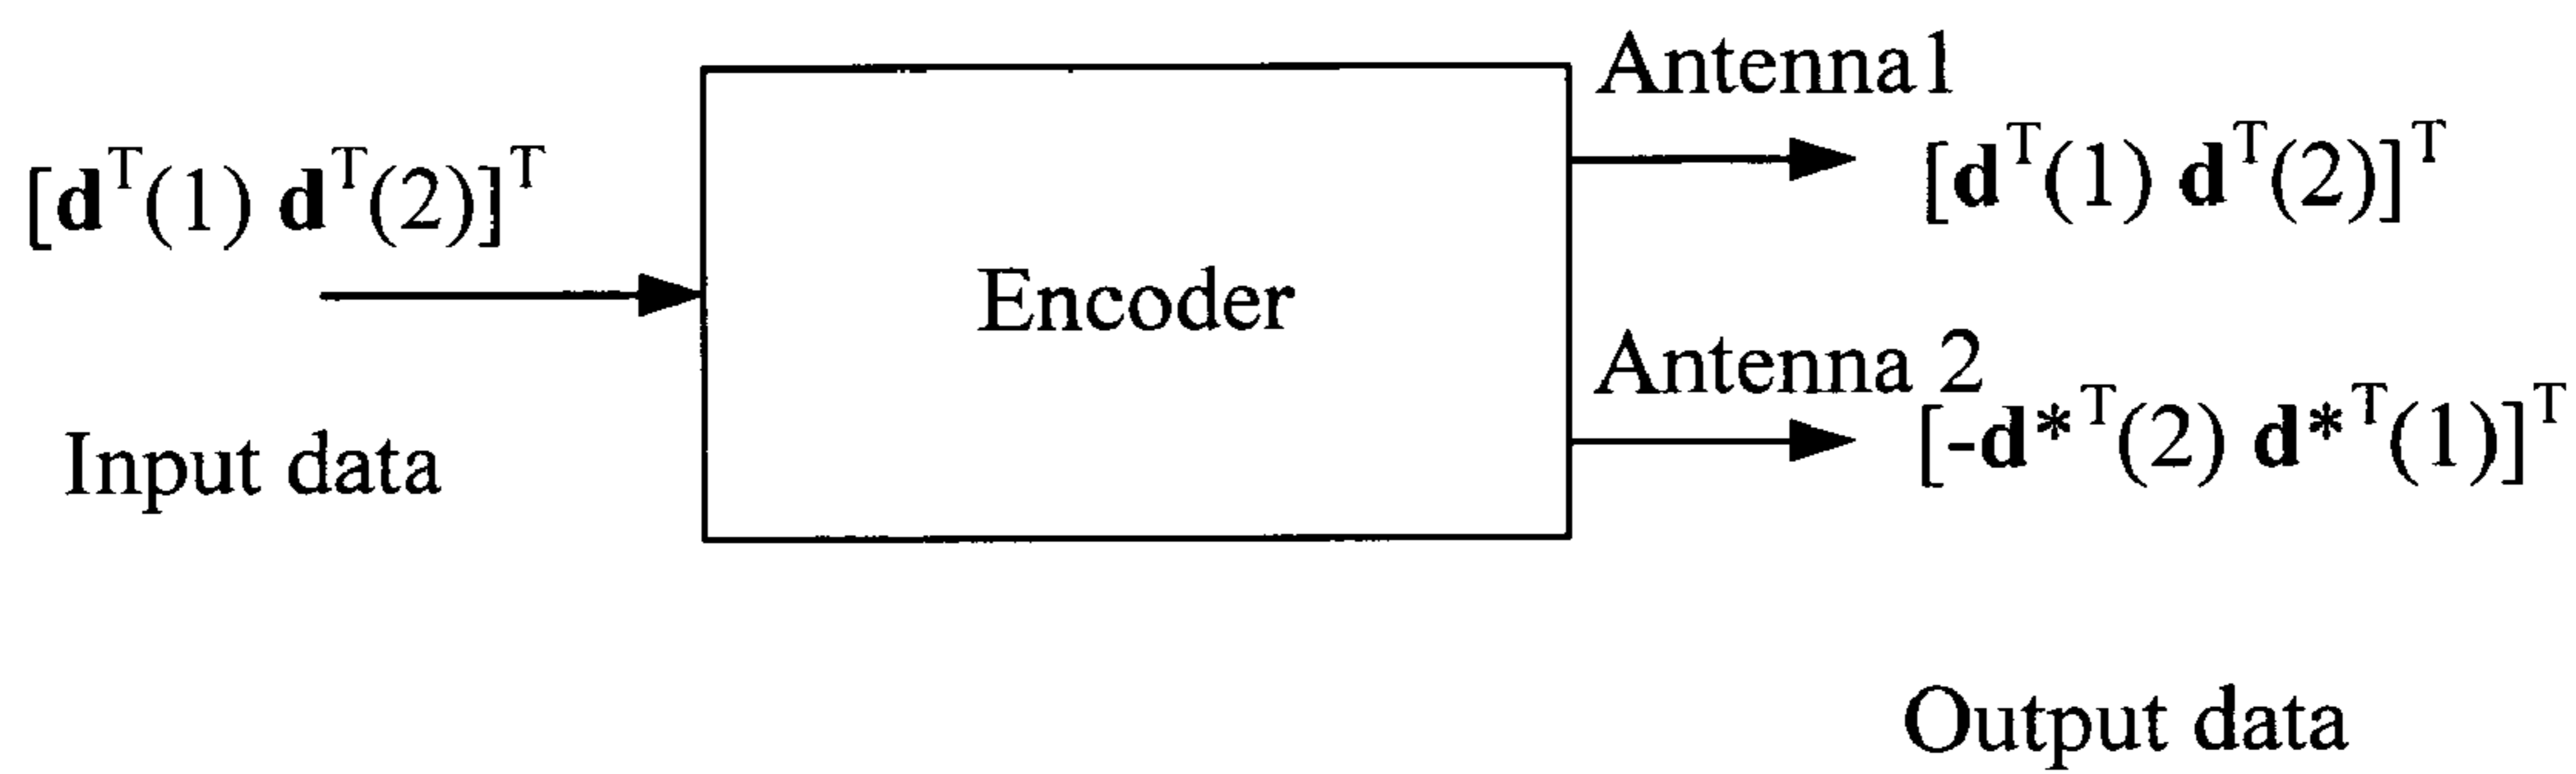 Antenna1
[d^T(1) d^T(2)]^T
[d^T(1) d^T(2)]^T
Encoder
Antenna 2
[-d*^T(2) d*^T(1)]^T
Input data
Output data